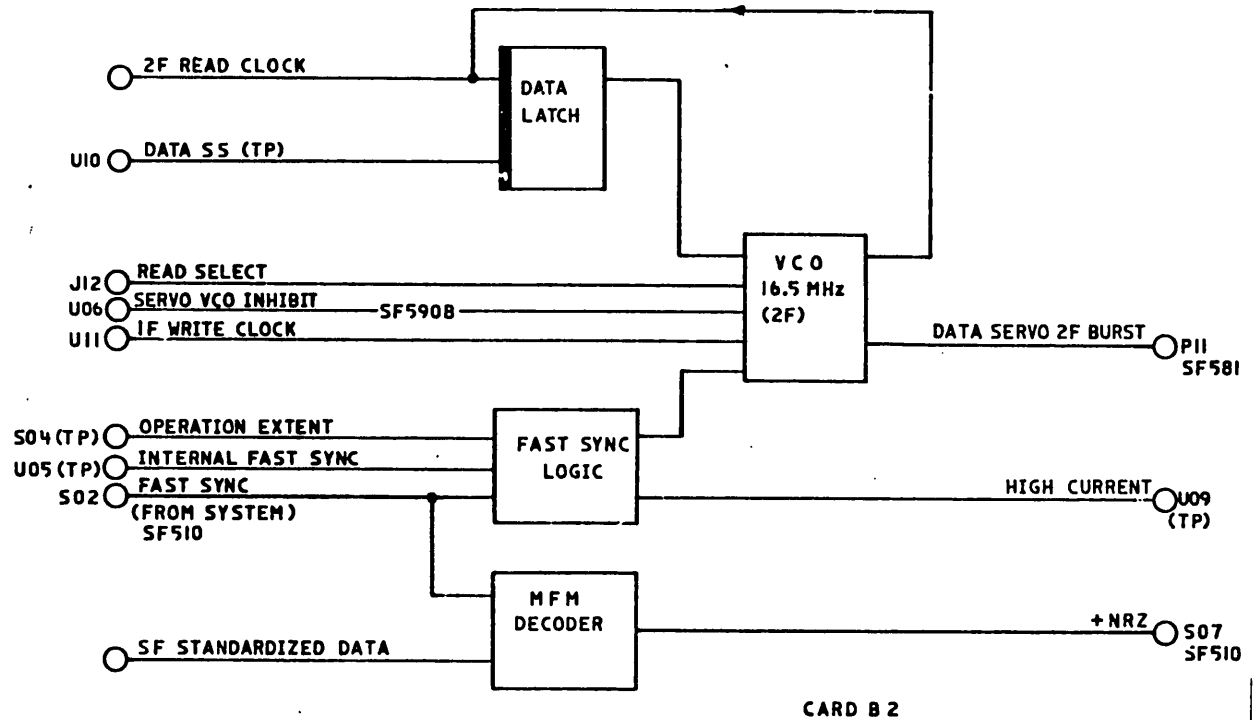 2F READ CLOCK
DATA
LATCH
U10 DATA SS (TP)
VCO
16.5 MHz
(2F)
J12 READ SELECT
U06 SERVO VCO INHIBIT SF590B
U11 1F WRITE CLOCK
DATA SERVO 2F BURST P11
SF581
S04 (TP) OPERATION EXTENT
U05 (TP) INTERNAL FAST SYNC
S02 FAST SYNC
(FROM SYSTEM)
SF510
FAST SYNC
LOGIC
HIGH CURRENT U09
(TP)
MFM
DECODER
+NRZ S07
SF510
SF STANDARDIZED DATA
CARD B2